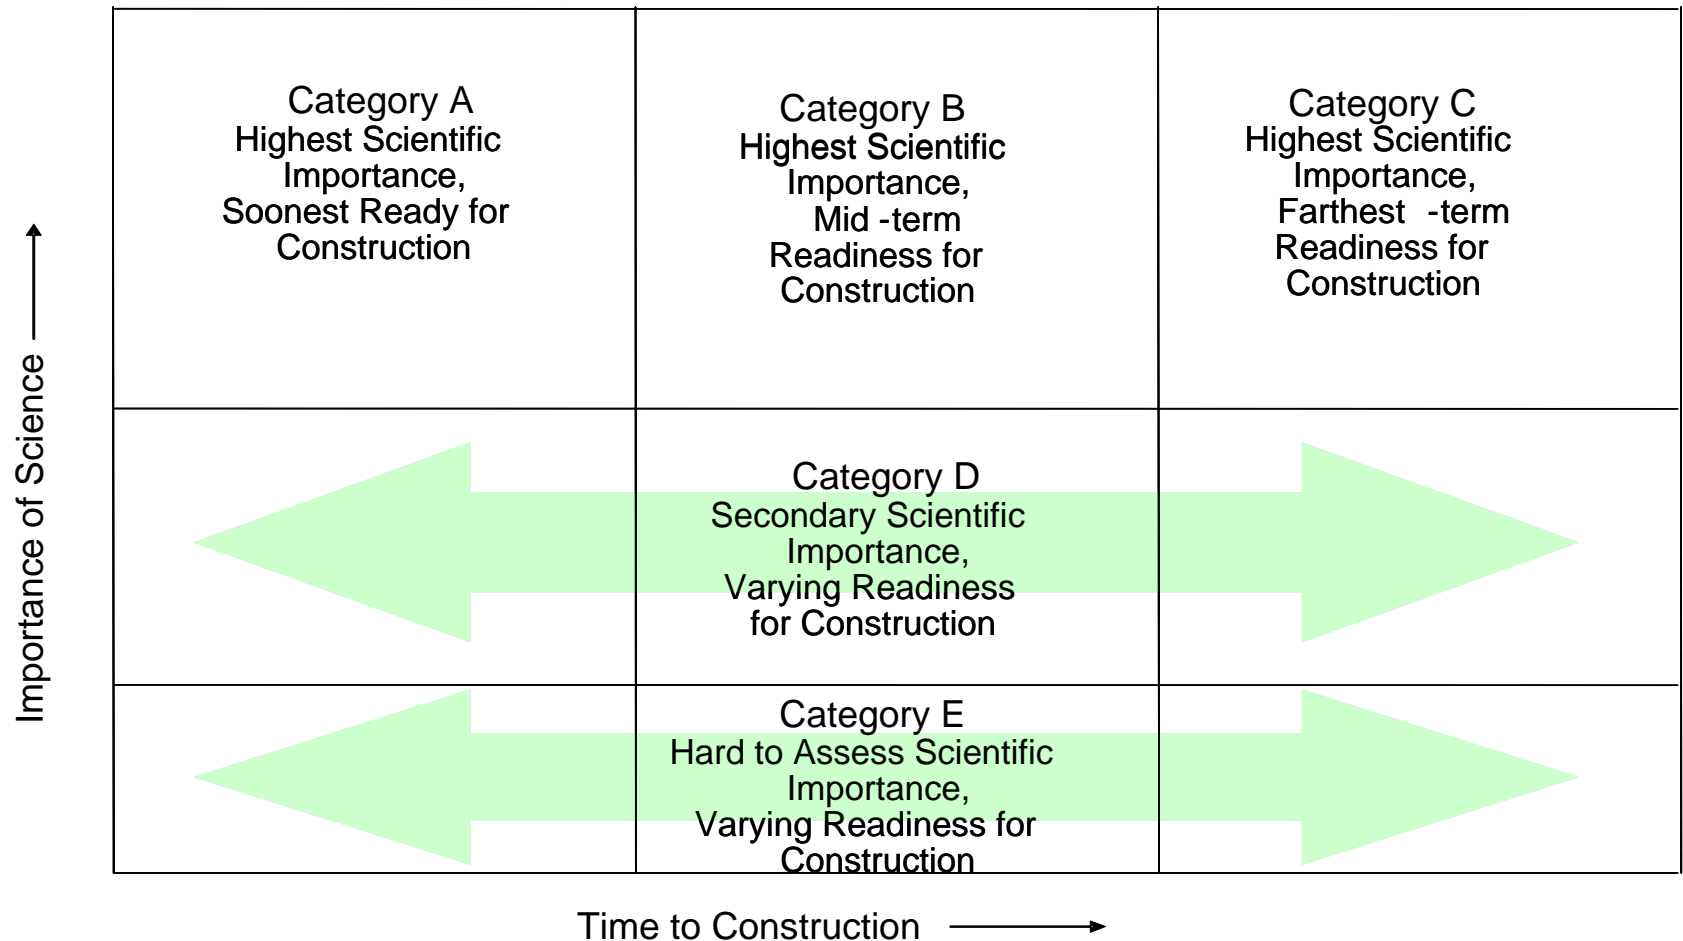 Category A
Highest Scientific
Importance,
Soonest Ready for
Construction
Category B
Highest Scientific
Importance,
Mid -term
Readiness for
Construction
Category C
Highest Scientific
Importance,
Farthest -term
Readiness for
Construction
Importance of Science
Category D
Secondary Scientific
Importance,
Varying Readiness
for Construction
Category E
Hard to Assess Scientific
Importance,
Varying Readiness for
Construction
Time to Construction